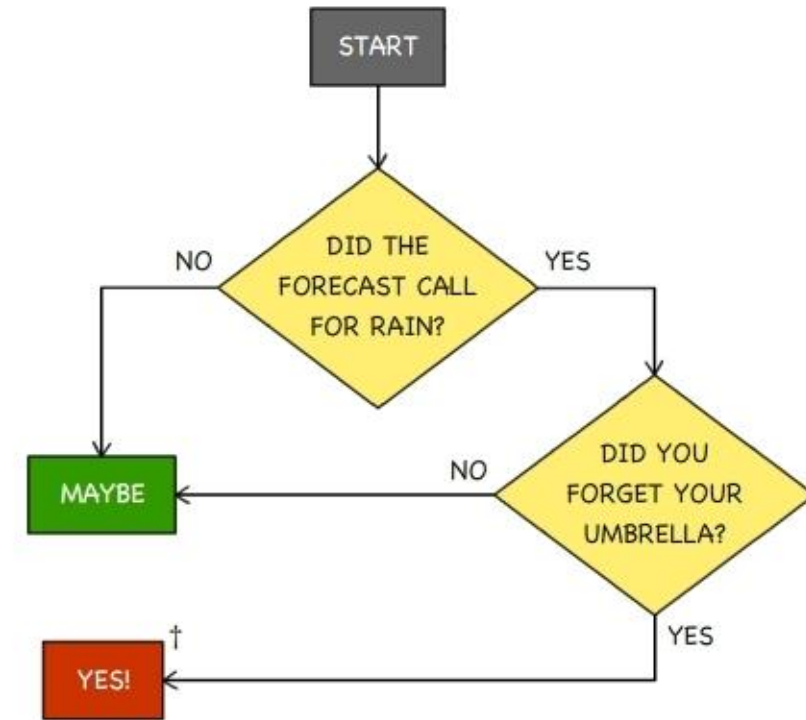 START
DID THE
FORECAST CALL
FOR RAIN?
NO
YES
DID YOU
FORGET YOUR
UMBRELLA?
NO
MAYBE
YES
†
YES!